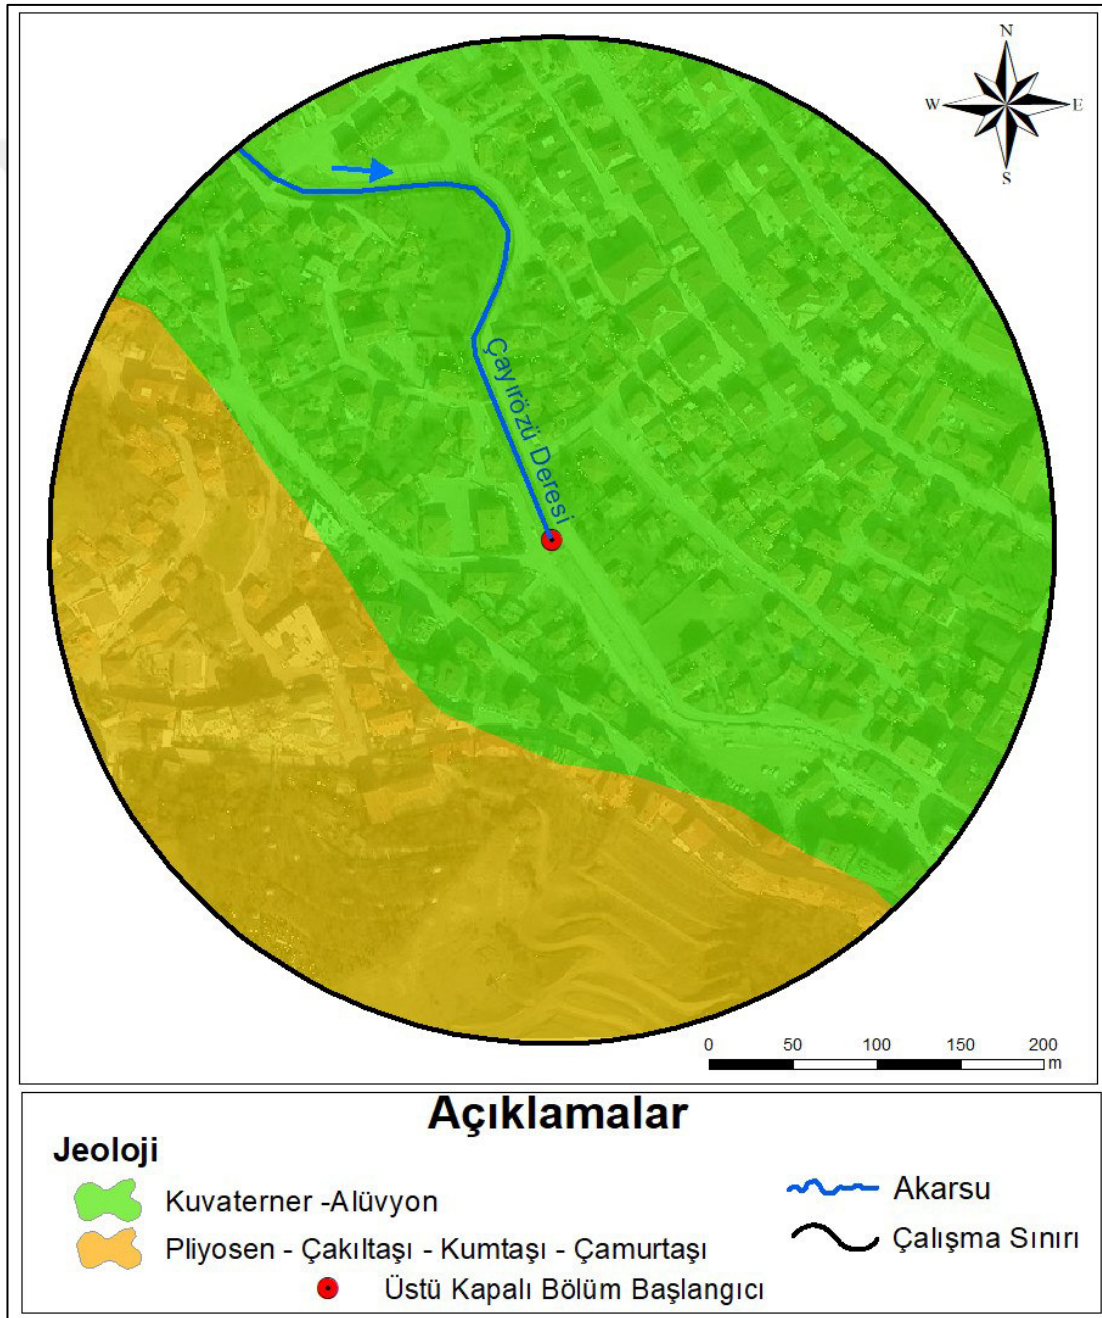 N
W
E
S
Çayırözü Deresi
0 50 100 150 200
m
Açıklamalar
Jeoloji
Kuvaterner -Alüvyon
Akarsu
Pliyosen - Çakıltaşı - Kumtaşı - Çamurtaşı
Çalışma Sınırı
Üstü Kapalı Bölüm Başlangıcı